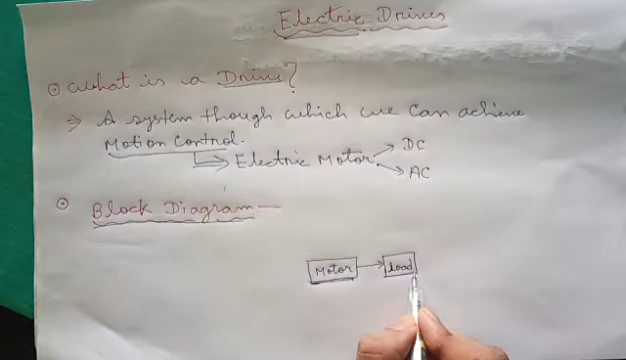 Electric Drives
What is a Drive?
→ A system though which we can achieve
Motion Control.
→ Electric Motor → DC
→ AC
Block Diagram —
Motor → load